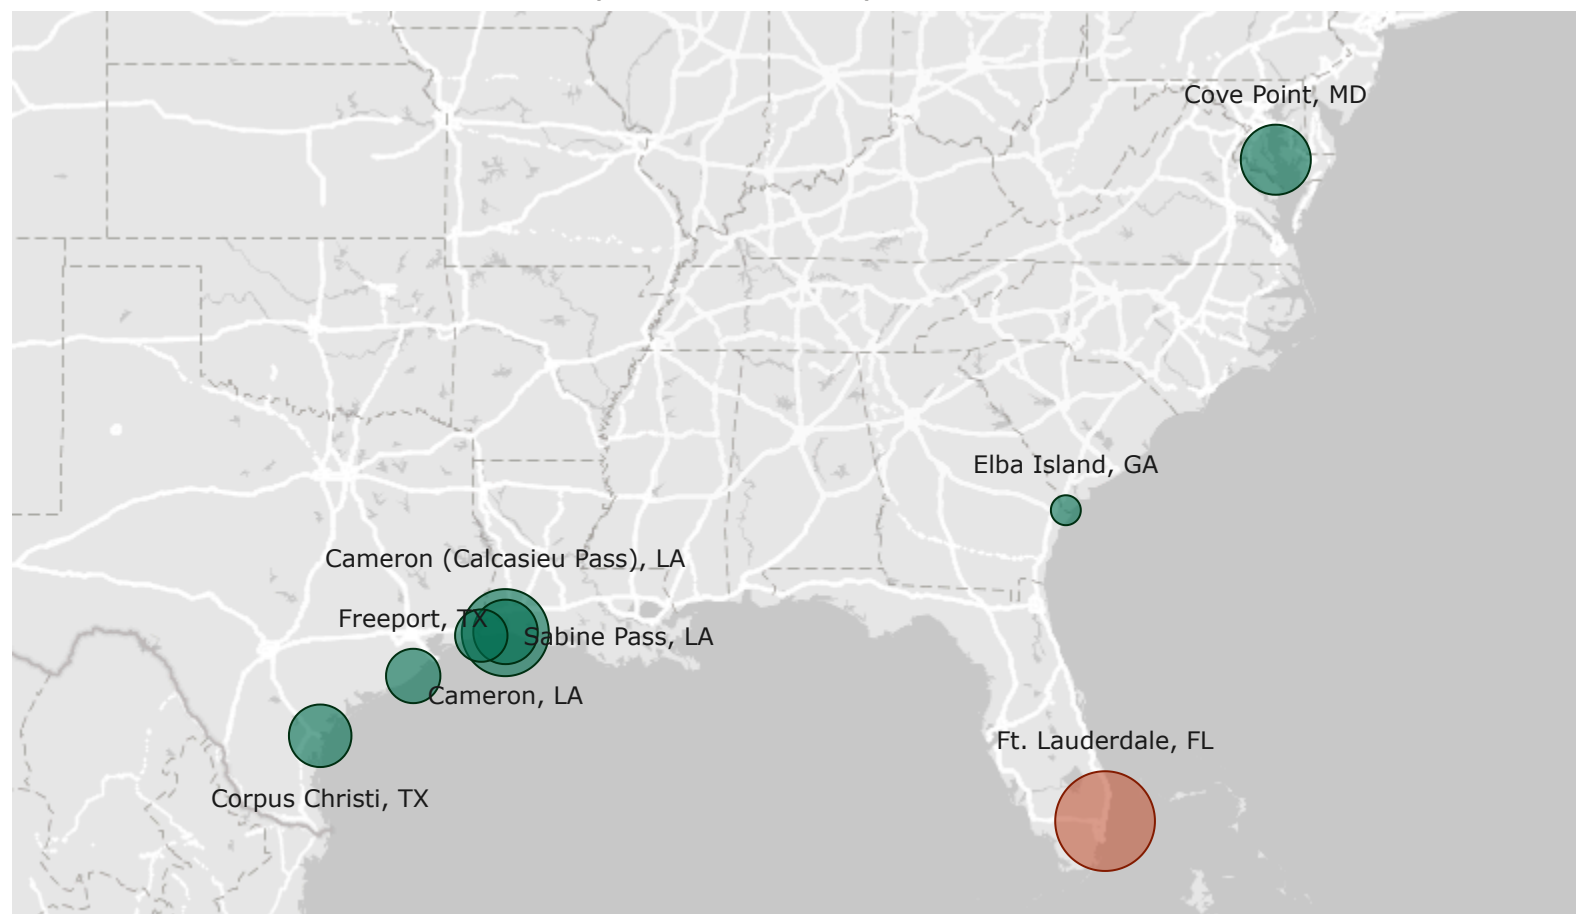 Cove Point, MD
Elba Island, GA
Cameron (Calcasieu Pass), LA
Freeport, TX
Sabine Pass, LA
Cameron, LA
Ft. Lauderdale, FL
Corpus Christi, TX